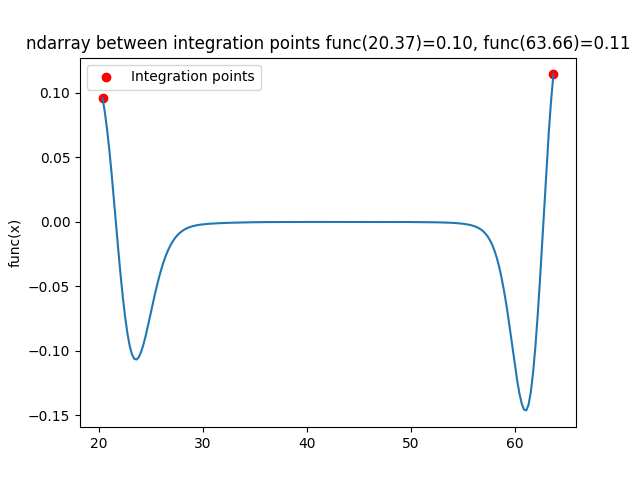 ndarray between integration points func(20.37)=0.10, func(63.66)=0.11
Integration points
0.10
0.05
0.00
−0.05
−0.10
−0.15
func(x)
20 30 40 50 60